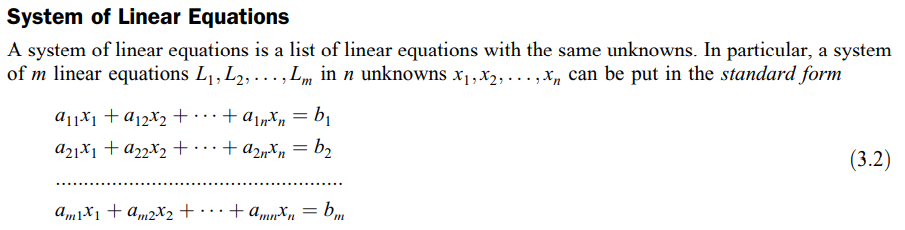 System of Linear Equations
A system of linear equations is a list of linear equations with the same unknowns. In particular, a system
of m linear equations L₁, L₂, . . . , Lₘ in n unknowns x₁, x₂, . . . , xₙ can be put in the standard form
a₁₁x₁ + a₁₂x₂ + · · · + a₁ₙxₙ = b₁
a₂₁x₁ + a₂₂x₂ + · · · + a₂ₙxₙ = b₂
(3.2)
..................................................
aₘ₁x₁ + aₘ₂x₂ + · · · + aₘₙxₙ = bₘ